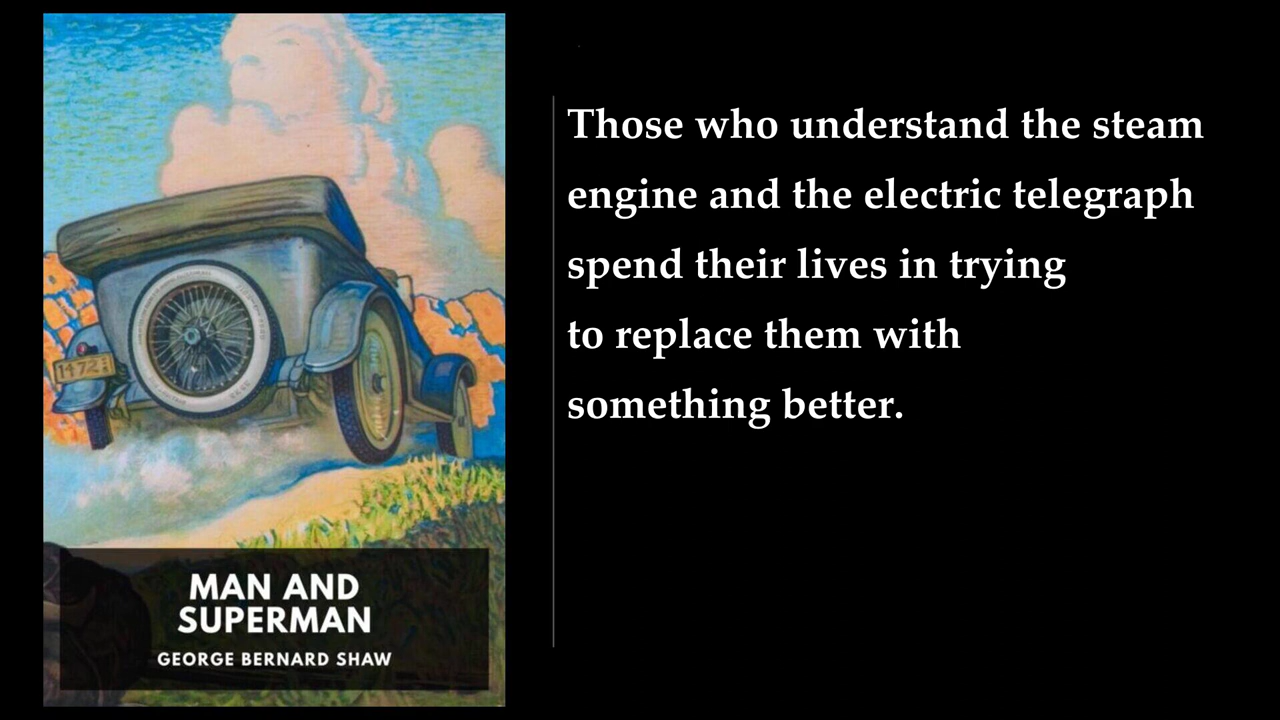 Those who understand the steam
engine and the electric telegraph
spend their lives in trying
to replace them with
something better.
1472
MAN AND
SUPERMAN
GEORGE BERNARD SHAW